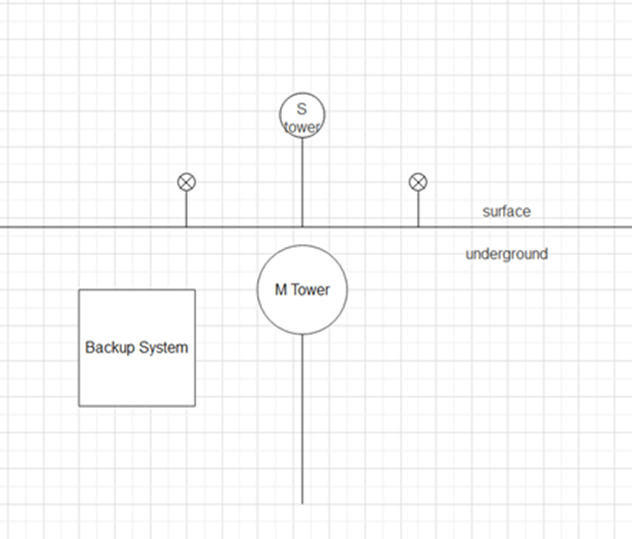 S
tower
surface
underground
M Tower
Backup System